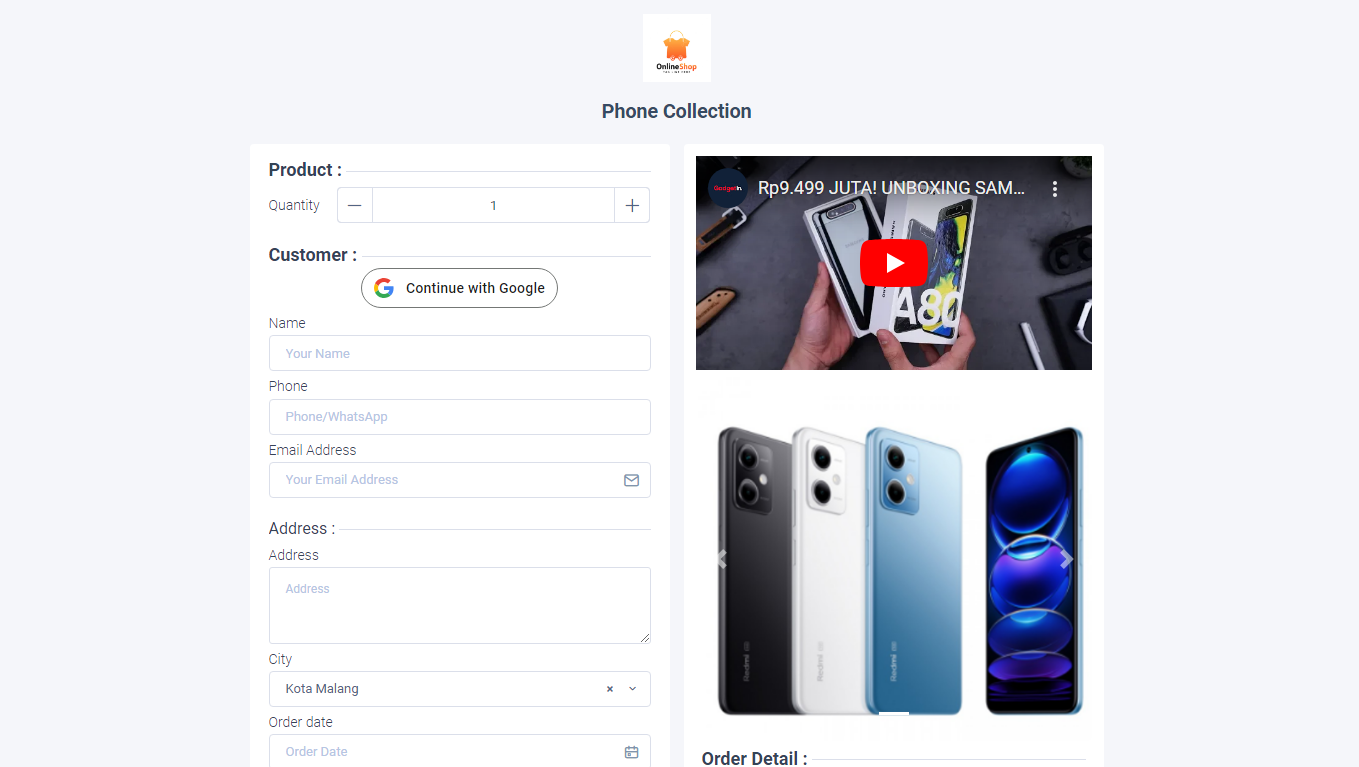 OnlineShop
Phone Collection
Product :
Quantity
1
Customer :
Continue with Google
Name
Your Name
Phone
Phone/WhatsApp
Email Address
Your Email Address
Address :
Address
Address
City
Kota Malang
Order date
Order Date
GadgetIn
Rp9.499 JUTA! UNBOXING SAM...
A80
Redmi
Redmi
Redmi
Order Detail :